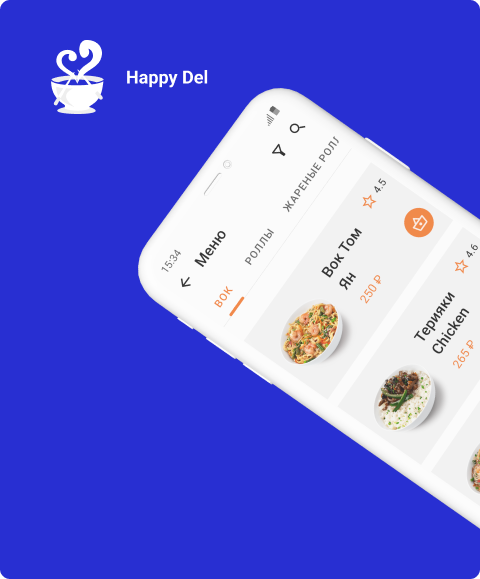 Happy Del
15:34
Меню
ВОК
РОЛЛЫ
ЖАРЕНЫЕ РОЛЛ
4.5
Вок Том
Ян
250 ₽
4.6
Терияки
Chicken
265 ₽